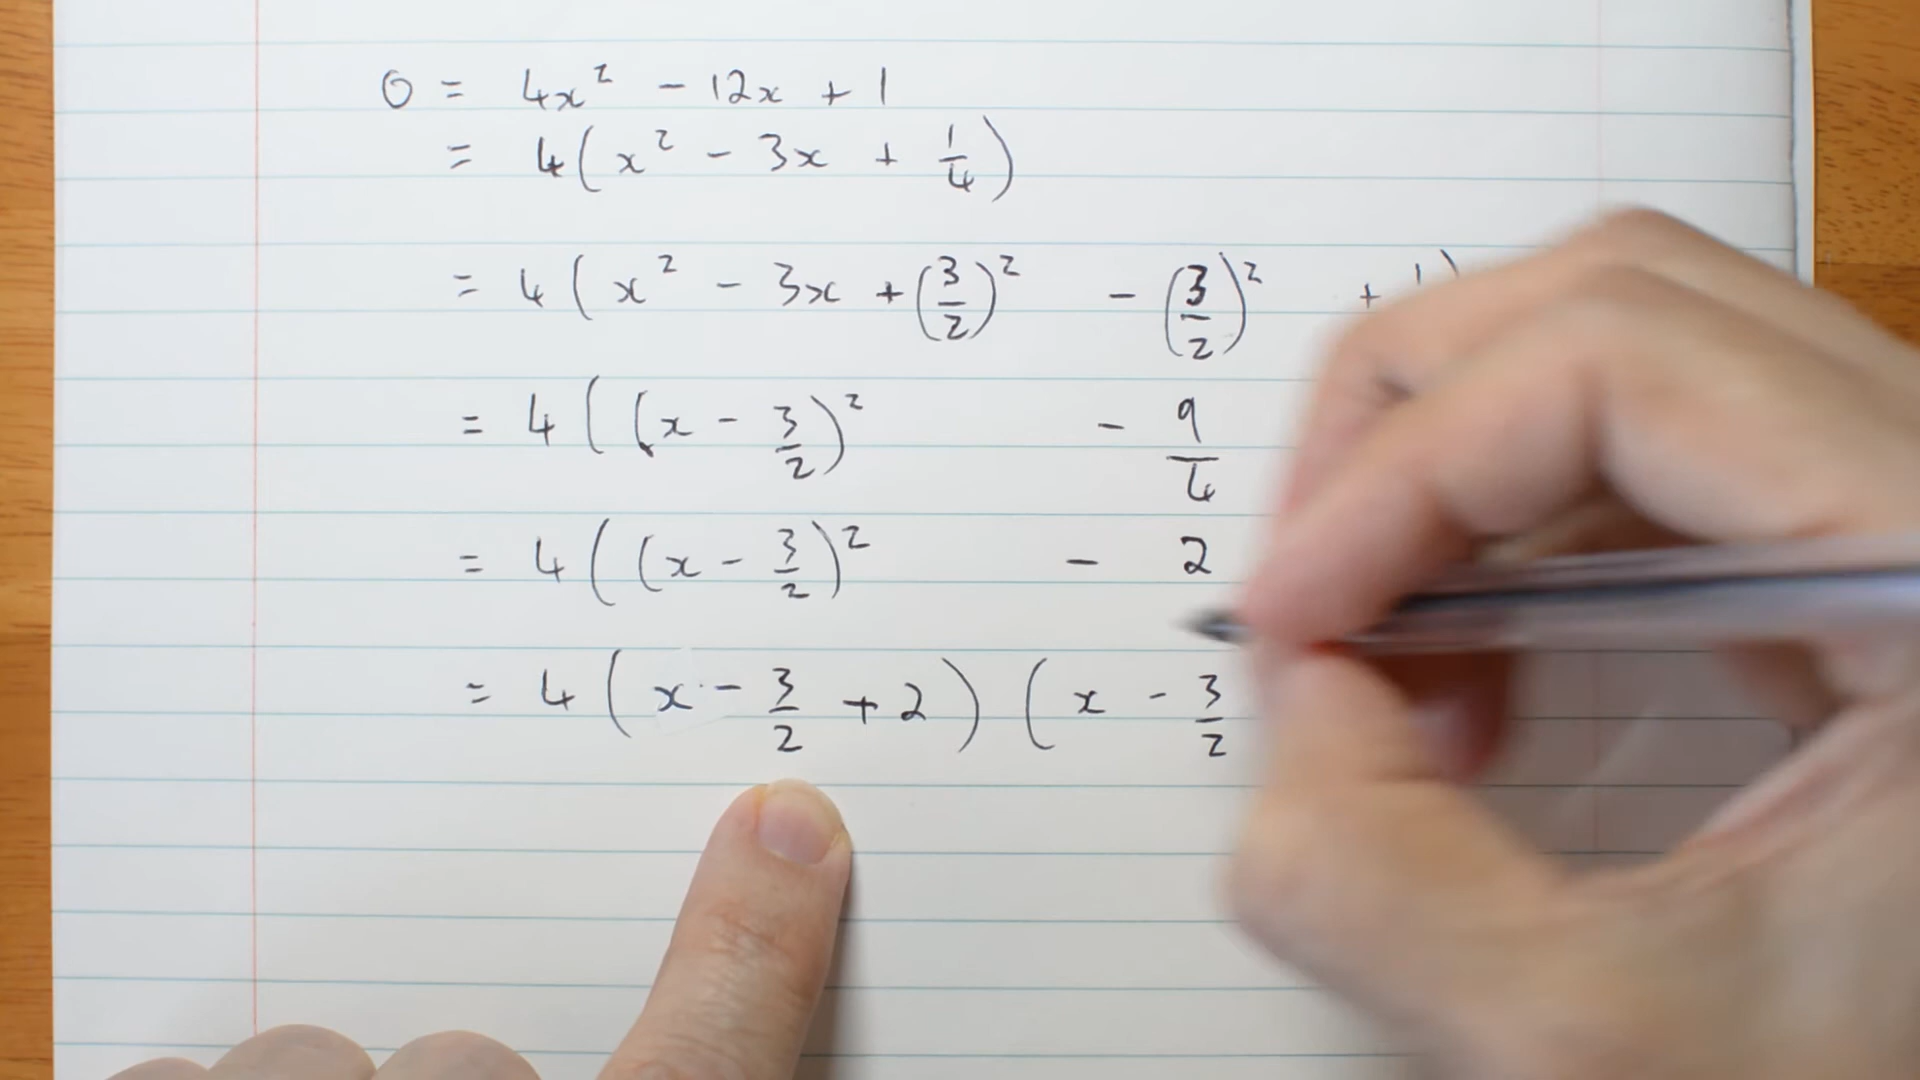 0 = 4x² - 12x + 1
= 4(x² - 3x + 1/4)
= 4(x² - 3x + (3/2)² - (3/2)² +
= 4((x - 3/2)² - 9/4
= 4((x - 3/2)² - 2
= 4(x - 3/2 + 2)(x - 3/2